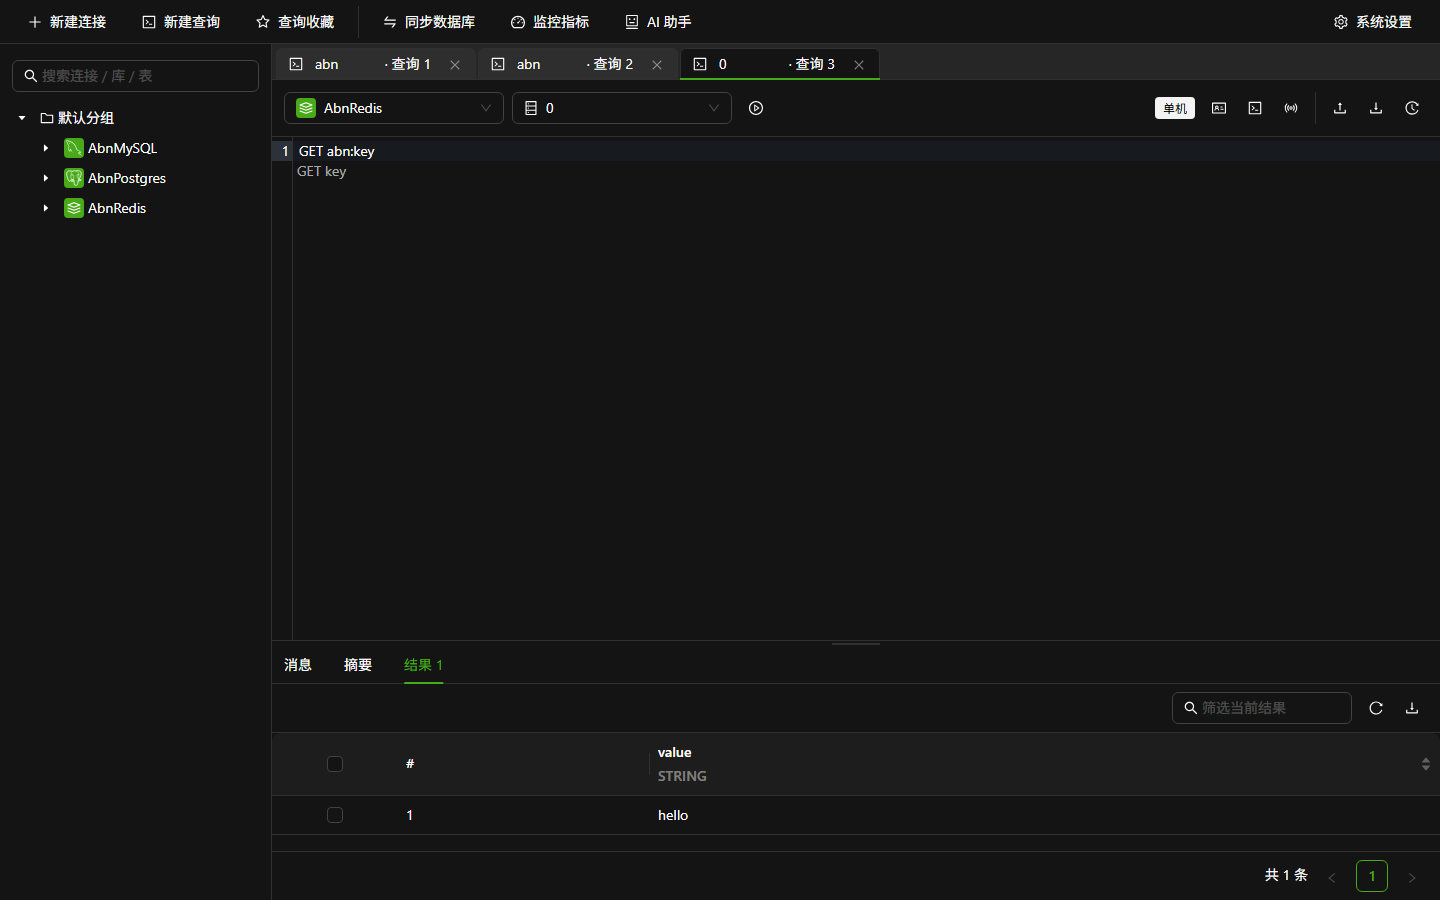 新建连接 新建查询 查询收藏 同步数据库 监控指标 AI 助手 系统设置
搜索连接 / 库 / 表
默认分组
AbnMySQL
AbnPostgres
AbnRedis
abn · 查询 1 abn · 查询 2 0 · 查询 3
AbnRedis 0 单机
1 GET abn:key
GET key
消息 摘要 结果 1
筛选当前结果
# value
STRING
1 hello
共 1 条 1